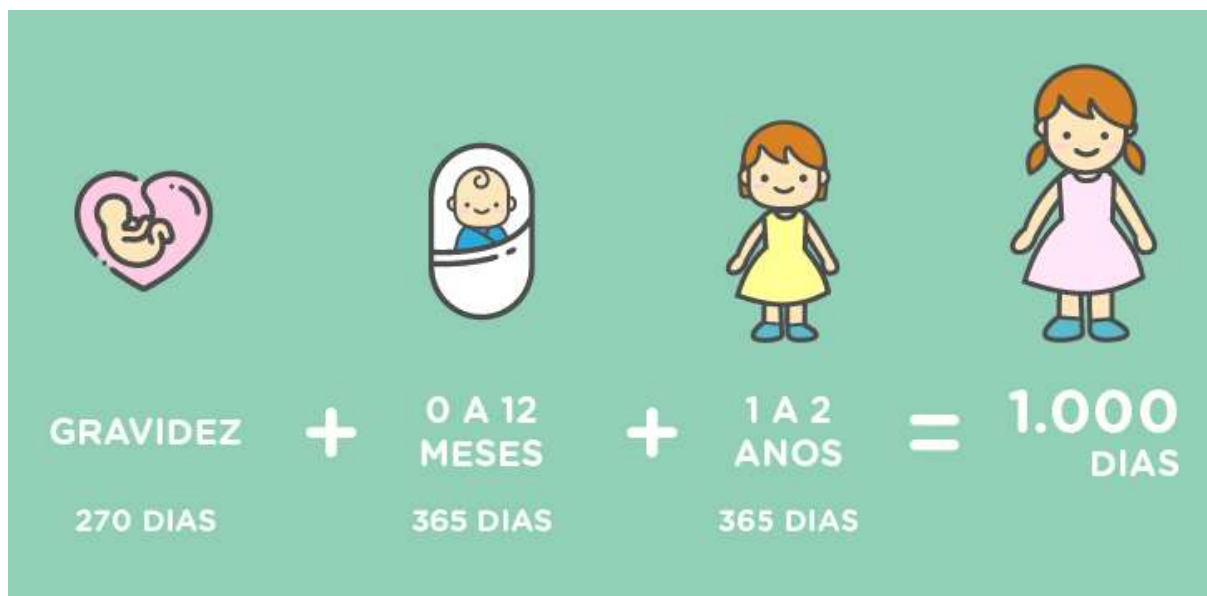 GRAVIDEZ
270 DIAS
+
0 A 12
MESES
365 DIAS
+
1 A 2
ANOS
365 DIAS
=
1.000
DIAS